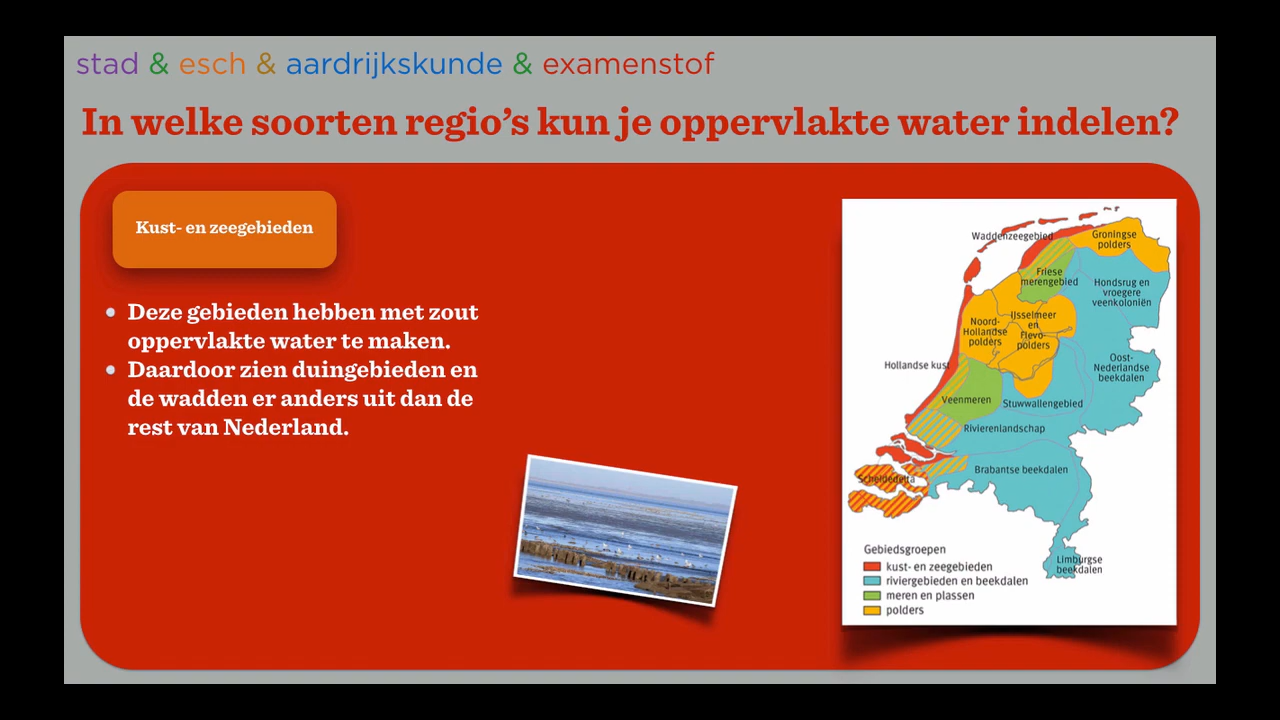 stad & esch & aardrijkskunde & examenstof
In welke soorten regio's kun je oppervlakte water indelen?
Kust- en zeegebieden
Deze gebieden hebben met zout
oppervlakte water te maken.
Daardoor zien duingebieden en
de wadden er anders uit dan de
rest van Nederland.
Waddenzeegebied
Groningse
polders
Friese
merengebied
Hondsrug en
vroegere
veenkoloniën
Noord-
Hollandse
polders
IJsselmeer
en
Flevo-
polders
Hollandse kust
Oost-
Nederlandse
beekdalen
Veenmeren
Stuwwallengebied
Rivierenlandschap
Brabantse beekdalen
Scheldedelta
Limburgse
beekdalen
Gebiedsgroepen
kust- en zeegebieden
riviergebieden en beekdalen
meren en plassen
polders